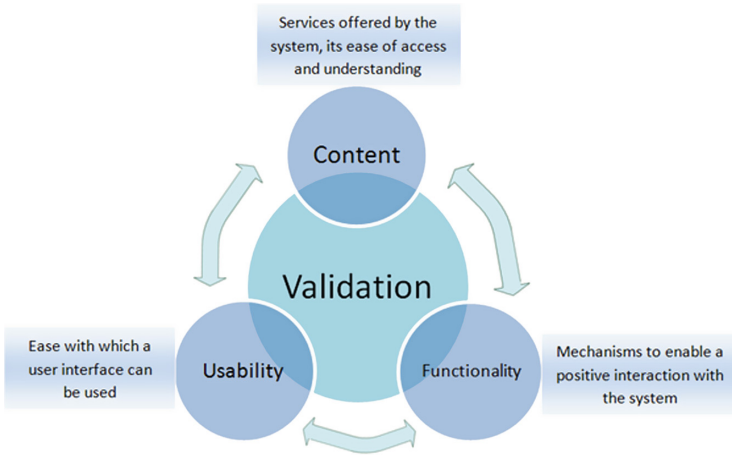 Services offered by the
system, its ease of access
and understanding
Content
Validation
Ease with which a
user interface can
be used
Usability
Functionality
Mechanisms to enable a
positive interaction with
the system